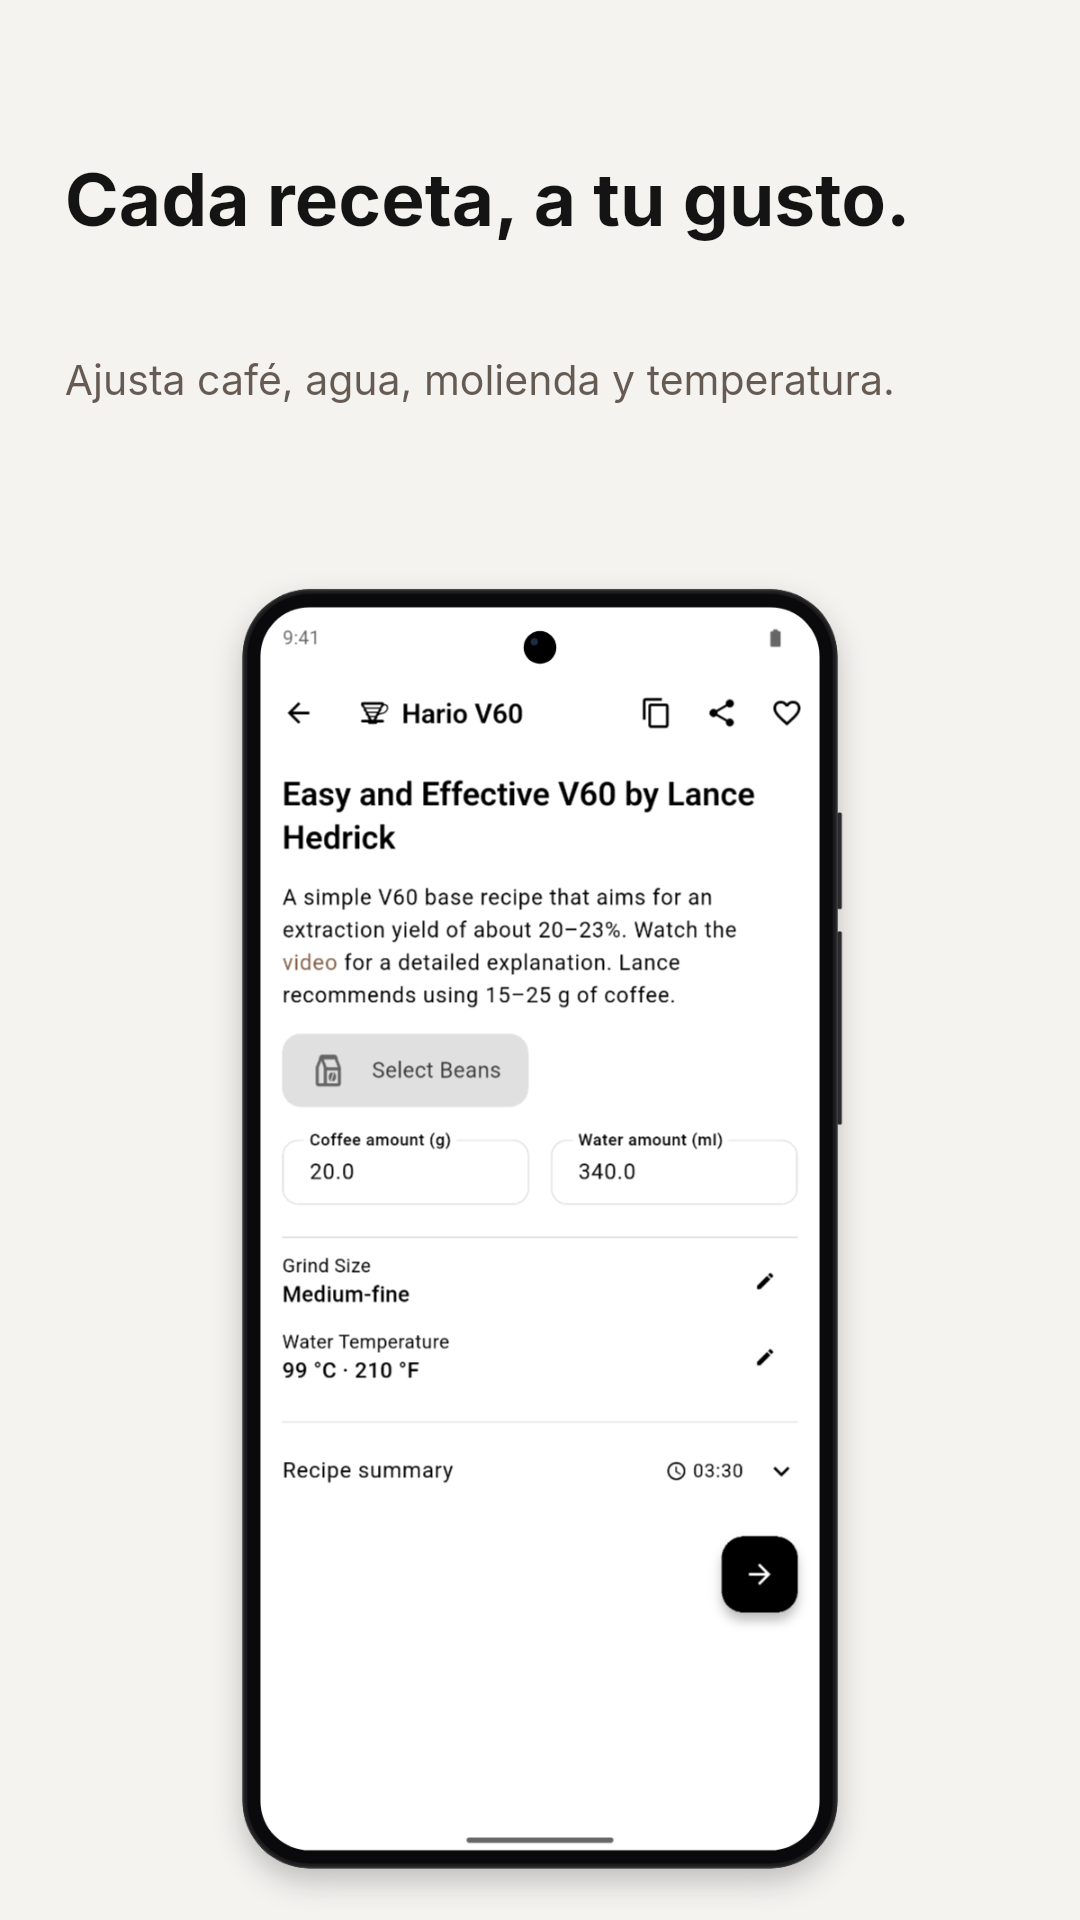 Cada receta, a tu gusto.
Ajusta café, agua, molienda y temperatura.
9:41
Hario V60
Easy and Effective V60 by Lance
Hedrick
A simple V60 base recipe that aims for an
extraction yield of about 20–23%. Watch the
video for a detailed explanation. Lance
recommends using 15–25 g of coffee.
Select Beans
Coffee amount (g)
20.0
Water amount (ml)
340.0
Grind Size
Medium-fine
Water Temperature
99 °C · 210 °F
Recipe summary
03:30